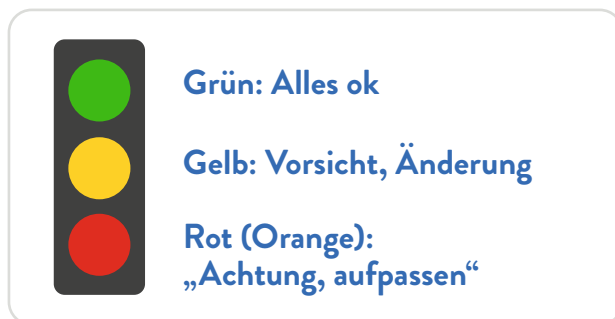 Grün: Alles ok
Gelb: Vorsicht, Änderung
Rot (Orange):
„Achtung, aufpassen“